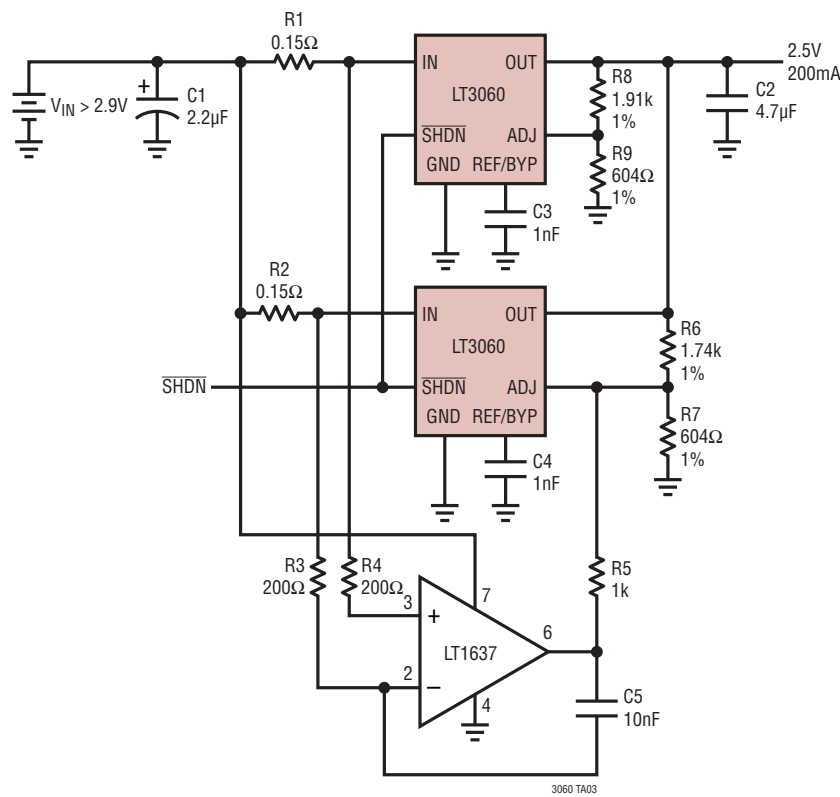 R1
0.15Ω
IN
OUT
LT3060
SHDN
ADJ
GND
REF/BYP
VIN > 2.9V
+
C1
2.2µF
R8
1.91k
1%
R9
604Ω
1%
C2
4.7µF
2.5V
200mA
C3
1nF
R2
0.15Ω
IN
OUT
LT3060
SHDN
SHDN
ADJ
GND
REF/BYP
R6
1.74k
1%
R7
604Ω
1%
C4
1nF
R3
200Ω
R4
200Ω
3
+
7
LT1637
6
2
−
4
R5
1k
C5
10nF
3060 TA03